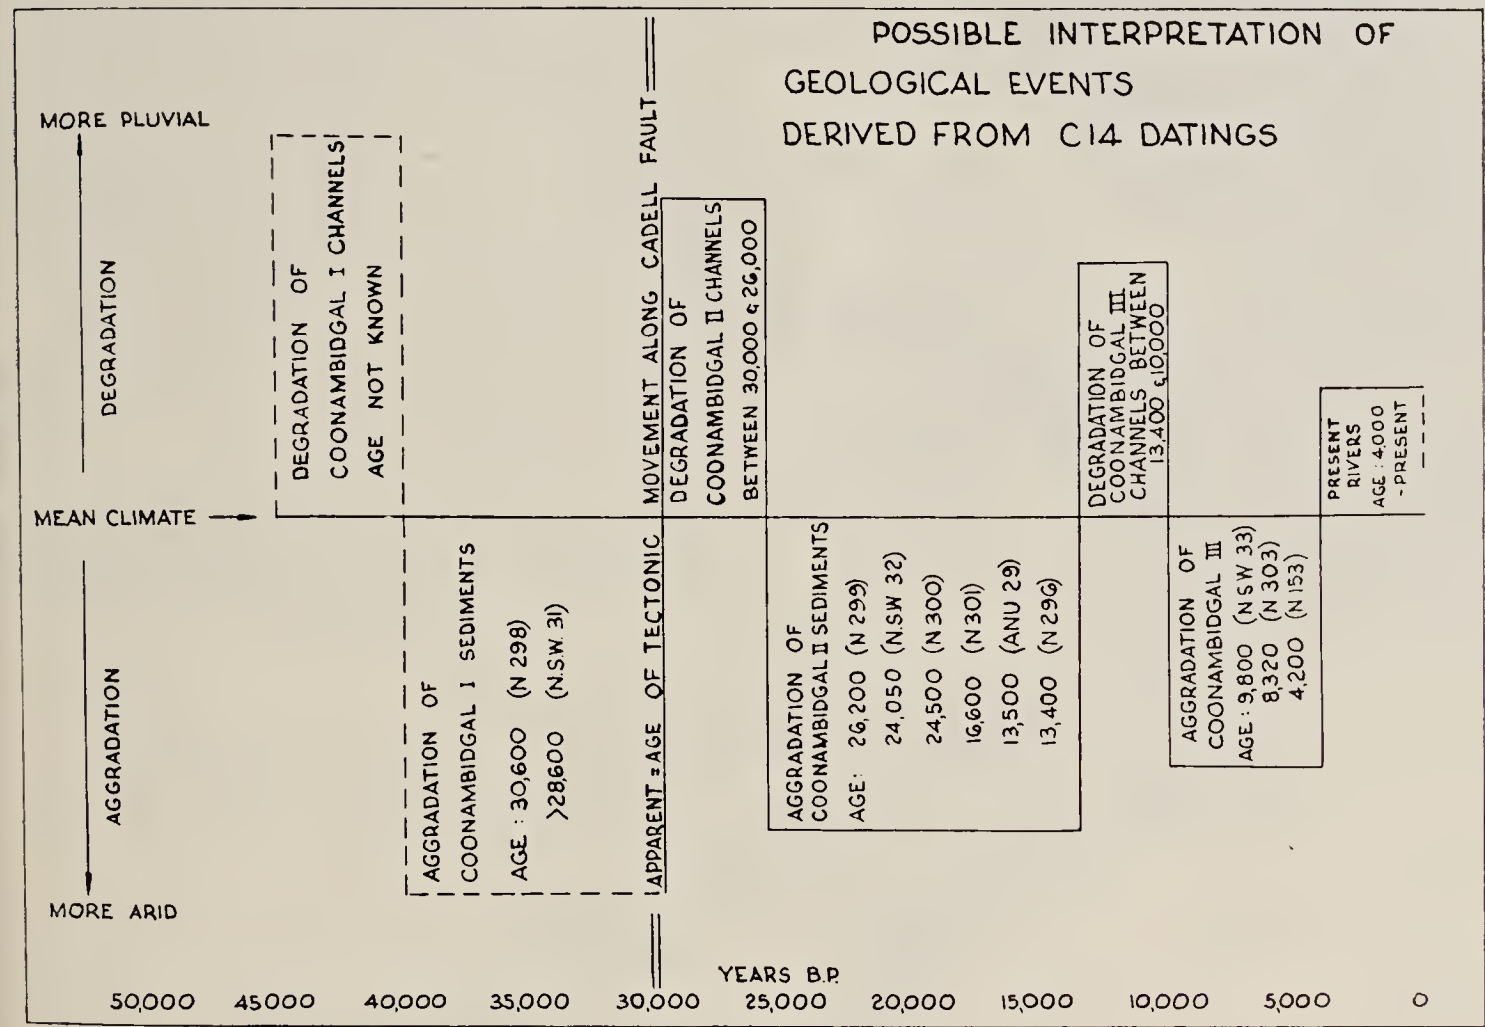 POSSIBLE INTERPRETATION OF
GEOLOGICAL EVENTS
DERIVED FROM C14 DATINGS
MORE PLUVIAL
DEGRADATION
MEAN CLIMATE
AGGRADATION
MORE ARID
DEGRADATION OF
COONAMBIDGAL I CHANNELS
AGE NOT KNOWN
AGGRADATION OF
COONAMBIDGAL I SEDIMENTS
AGE : 30,600 (N 298)
>28,600 (N.S.W. 31)
APPARENT = AGE OF TECTONIC MOVEMENT ALONG CADELL FAULT
DEGRADATION OF
COONAMBIDGAL II CHANNELS
BETWEEN 30,000 & 26,000
AGGRADATION OF
COONAMBIDGAL II SEDIMENTS
AGE: 26,200 (N 299)
24,050 (N.SW 32)
24,500 (N 300)
16,600 (N301)
13,500 (ANU 29)
13,400 (N 296)
DEGRADATION OF
COONAMBIDGAL III
CHANNELS BETWEEN
13,400 & 10,000
AGGRADATION OF
COONAMBIDGAL III
AGE : 9,800 (NSW 33)
8,320 (N 303)
4,200 (N 153)
PRESENT
RIVERS
AGE : 4,000
- PRESENT
YEARS B.P.
50,000 45000 40,000 35,000 30,000 25,000 20,000 15,000 10,000 5,000 0